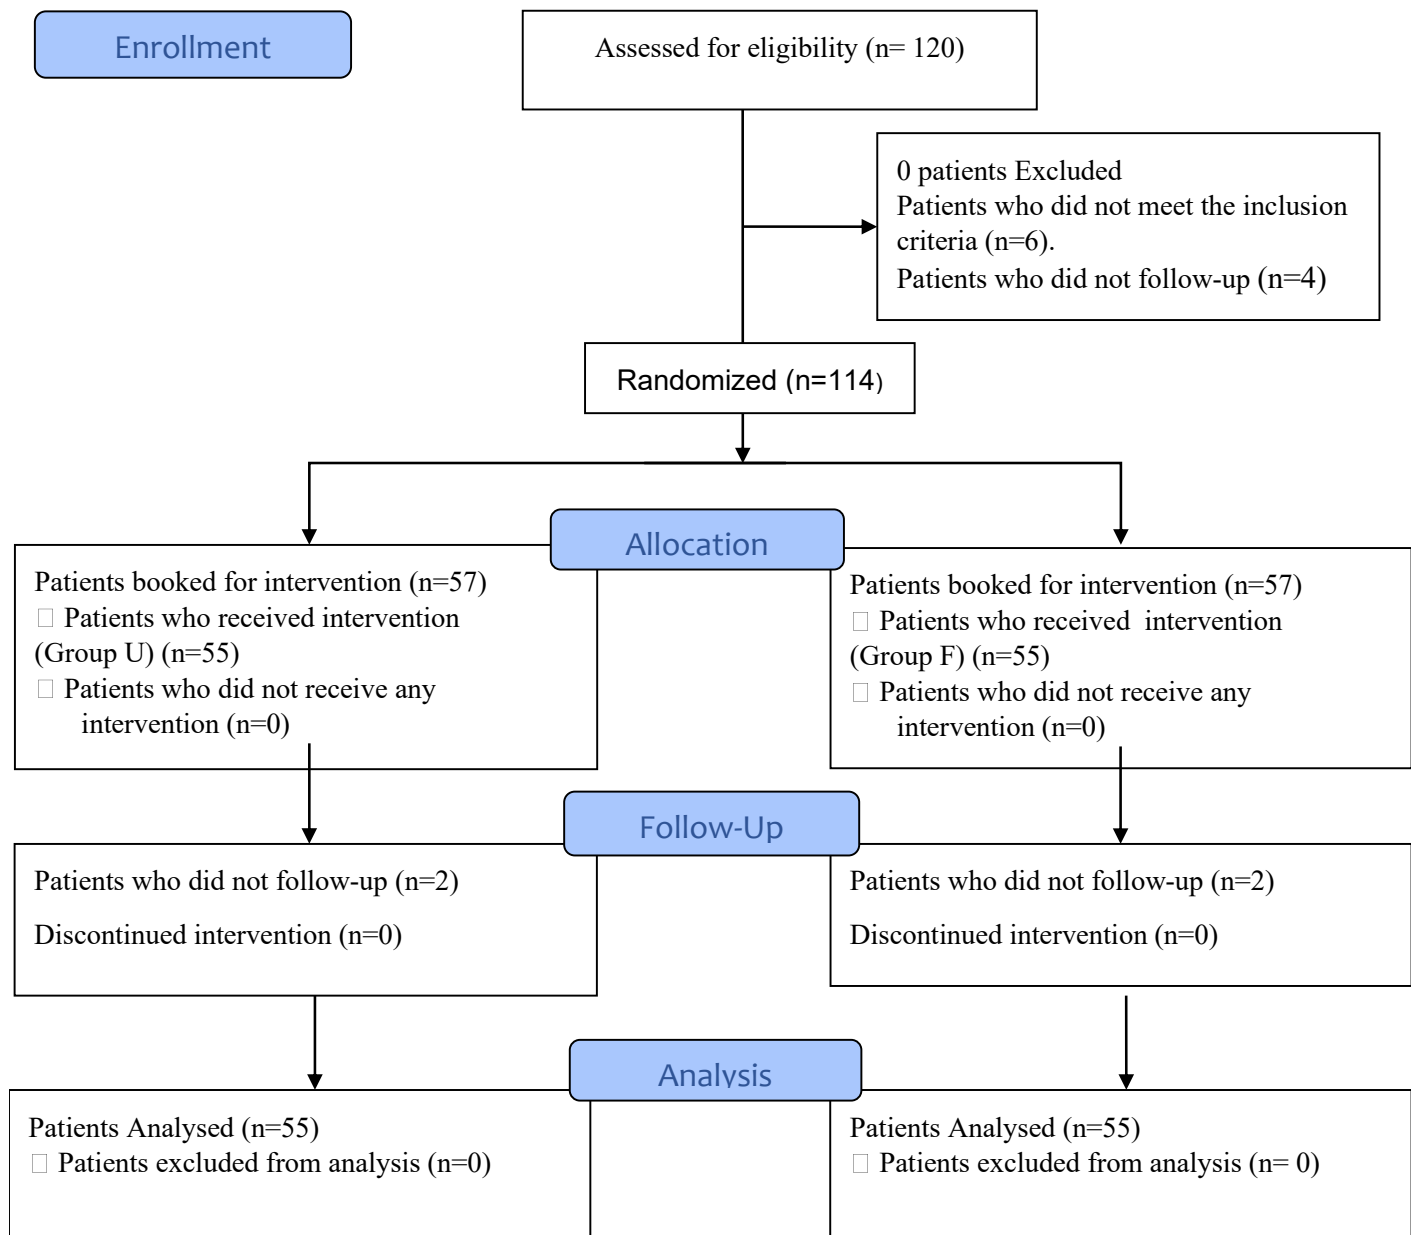 Enrollment
Assessed for eligibility (n= 120)
0 patients Excluded
Patients who did not meet the inclusion
criteria (n=6).
Patients who did not follow-up (n=4)
Randomized (n=114)
Allocation
Patients booked for intervention (n=57)
Patients who received intervention
(Group U) (n=55)
Patients who did not receive any
intervention (n=0)
Patients booked for intervention (n=57)
Patients who received  intervention
(Group F) (n=55)
Patients who did not receive any
intervention (n=0)
Follow-Up
Patients who did not follow-up (n=2)
Discontinued intervention (n=0)
Patients who did not follow-up (n=2)
Discontinued intervention (n=0)
Analysis
Patients Analysed (n=55)
Patients excluded from analysis (n=0)
Patients Analysed (n=55)
Patients excluded from analysis (n= 0)